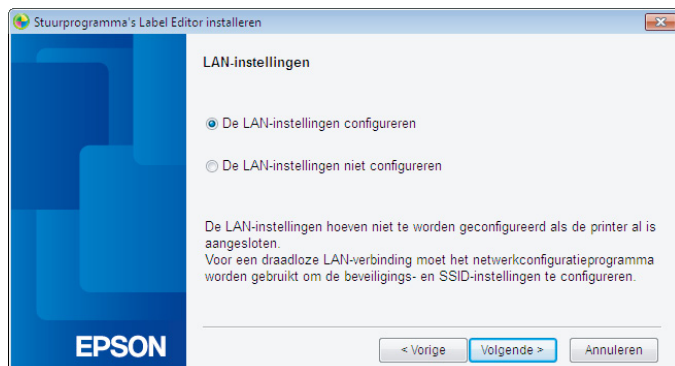 Stuurprogramma's Label Editor installeren
LAN-instellingen
De LAN-instellingen configureren
De LAN-instellingen niet configureren
De LAN-instellingen hoeven niet te worden geconfigureerd als de printer al is
aangesloten.
Voor een draadloze LAN-verbinding moet het netwerkconfiguratieprogramma
worden gebruikt om de beveiligings- en SSID-instellingen te configureren.
EPSON
< Vorige
Volgende >
Annuleren